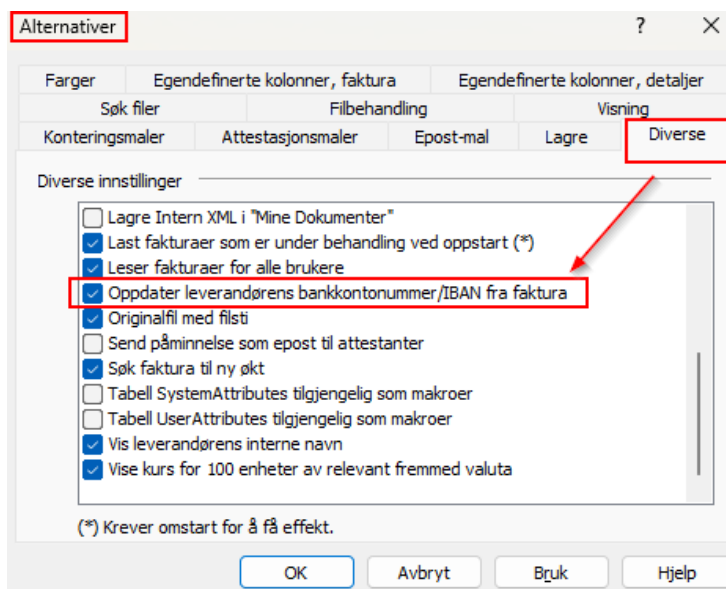 Alternativer
Farger Egendefinerte kolonner, faktura Egendefinerte kolonner, detaljer
Søk filer Filbehandling Visning
Konteringsmaler Attestasjonsmaler Epost-mal Lagre Diverse
Diverse innstillinger
Lagre Intern XML i "Mine Dokumenter"
Last fakturaer som er under behandling ved oppstart (*)
Leser fakturaer for alle brukere
Oppdater leverandørens bankkontonummer/IBAN fra faktura
Originalfil med filsti
Send påminnelse som epost til attestanter
Søk faktura til ny økt
Tabell SystemAttributes tilgjengelig som makroer
Tabell UserAttributes tilgjengelig som makroer
Vis leverandørens interne navn
Vise kurs for 100 enheter av relevant fremmed valuta
(*) Krever omstart for å få effekt.
OK Avbryt Bruk Hjelp